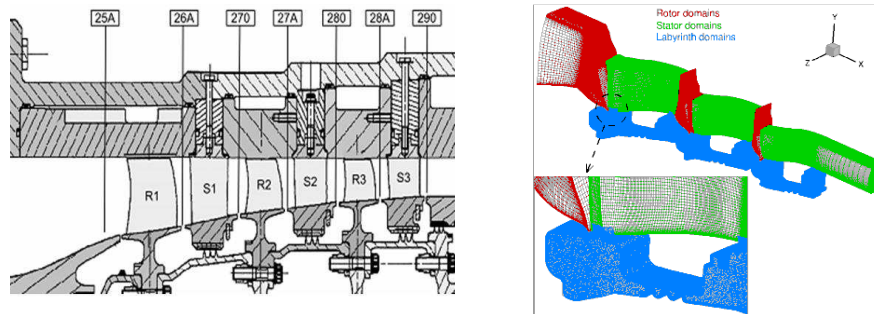 25A 26A 270 27A 280 28A 290
R1 S1 R2 S2 R3 S3
Rotor domains
Stator domains
Labyrinth domains
Y
Z X